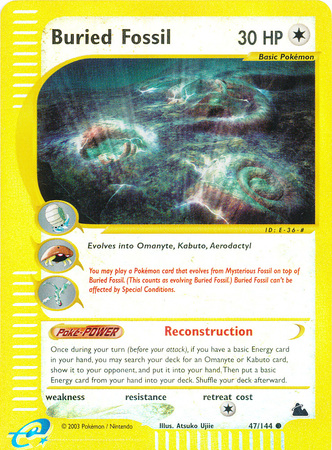 Buried Fossil
30 HP
Basic Pokémon
ID: E-36-#
Evolves into Omanyte, Kabuto, Aerodactyl
You may play a Pokémon card that evolves from Mysterious Fossil on top of
Buried Fossil. (This counts as evolving Buried Fossil.) Buried Fossil can't be
affected by Special Conditions.
POKé-POWER
Reconstruction
Once during your turn (before your attack), if you have a basic Energy card
in your hand, you may search your deck for an Omanyte or Kabuto card,
show it to your opponent, and put it into your hand. Then put a basic
Energy card from your hand into your deck. Shuffle your deck afterward.
weakness
resistance
retreat cost
e
© 2003 Pokémon / Nintendo
Illus. Atsuko Ujiie
47/144